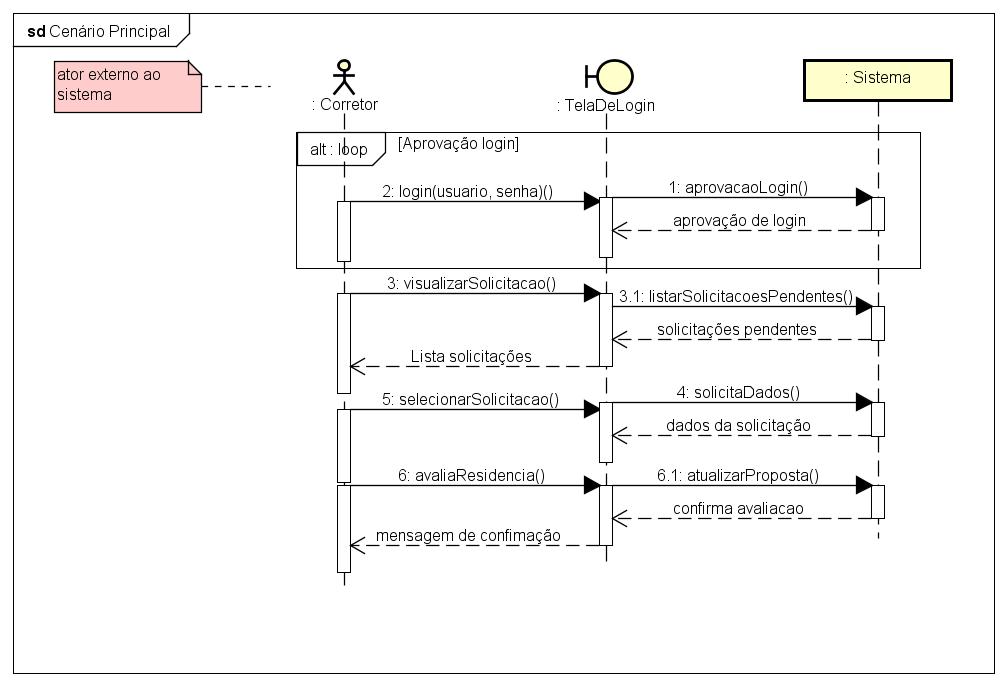 sd Cenário Principal
ator externo ao
sistema
: Corretor
: TelaDeLogin
: Sistema
alt : loop
[Aprovação login]
2: login(usuario, senha)()
1: aprovacaoLogin()
aprovação de login
3: visualizarSolicitacao()
3.1: listarSolicitacoesPendentes()
solicitações pendentes
Lista solicitações
5: selecionarSolicitacao()
4: solicitaDados()
dados da solicitação
6: avaliaResidencia()
6.1: atualizarProposta()
confirma avaliacao
mensagem de confimação